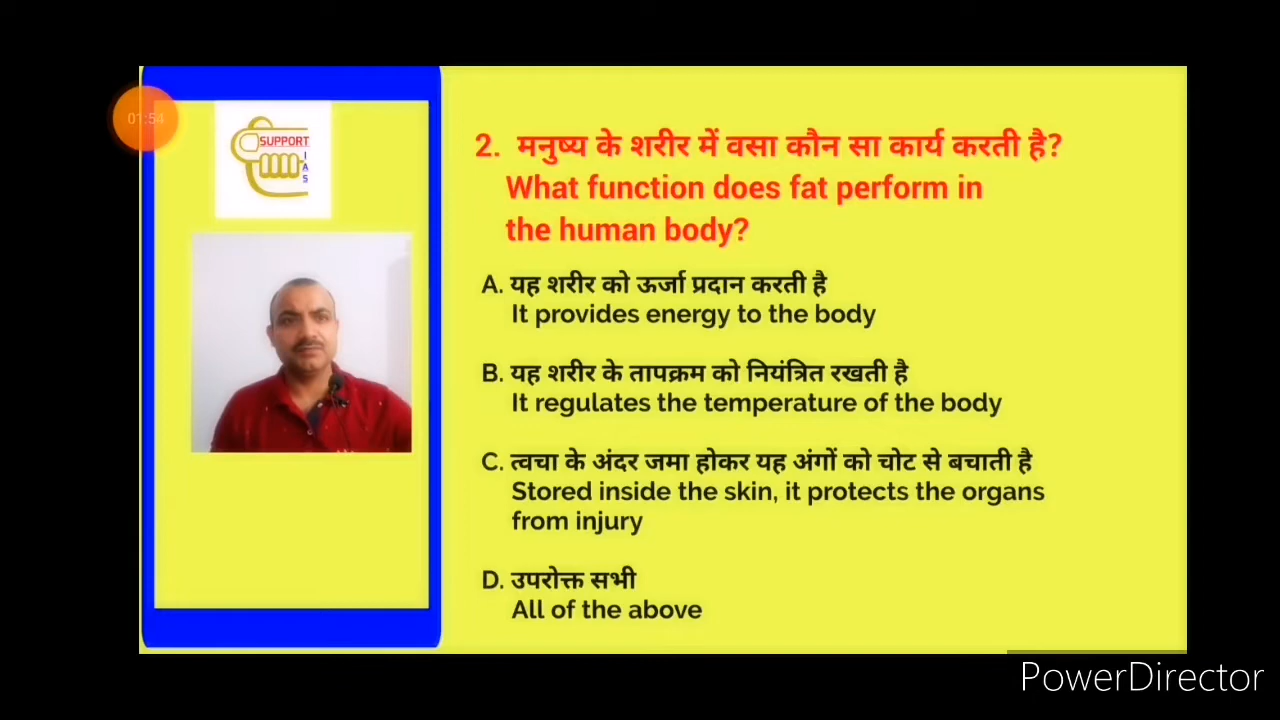 01:54
SUPPORT
I
A
S
2. मनुष्य के शरीर में वसा कौन सा कार्य करती है?
What function does fat perform in
the human body?
A. यह शरीर को ऊर्जा प्रदान करती है
It provides energy to the body
B. यह शरीर के तापक्रम को नियंत्रित रखती है
It regulates the temperature of the body
C. त्वचा के अंदर जमा होकर यह अंगों को चोट से बचाती है
Stored inside the skin, it protects the organs
from injury
D. उपरोक्त सभी
All of the above
PowerDirector